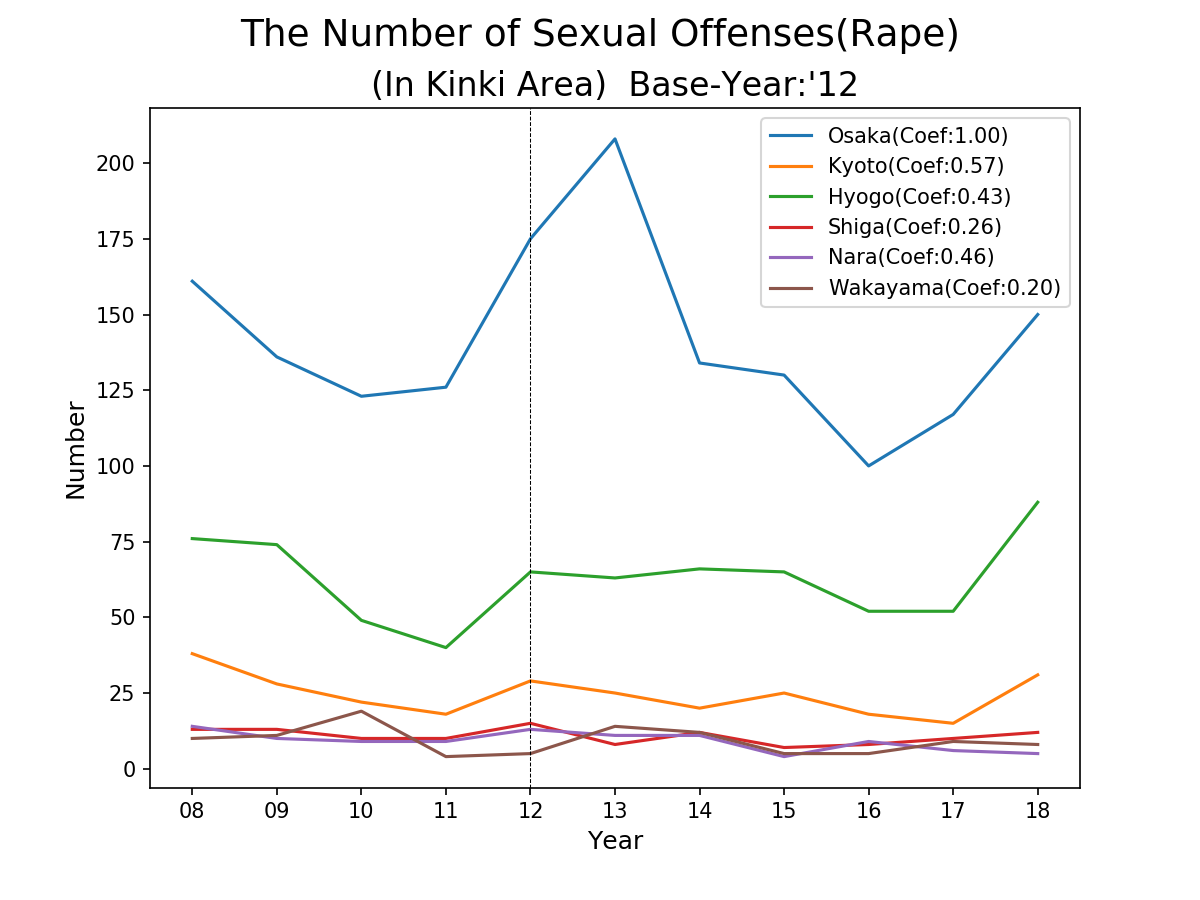 The Number of Sexual Offenses(Rape)
(In Kinki Area)  Base-Year:'12
Osaka(Coef:1.00)
Kyoto(Coef:0.57)
Hyogo(Coef:0.43)
Shiga(Coef:0.26)
Nara(Coef:0.46)
Wakayama(Coef:0.20)
Number
200
175
150
125
100
75
50
25
0
08 09 10 11 12 13 14 15 16 17 18
Year